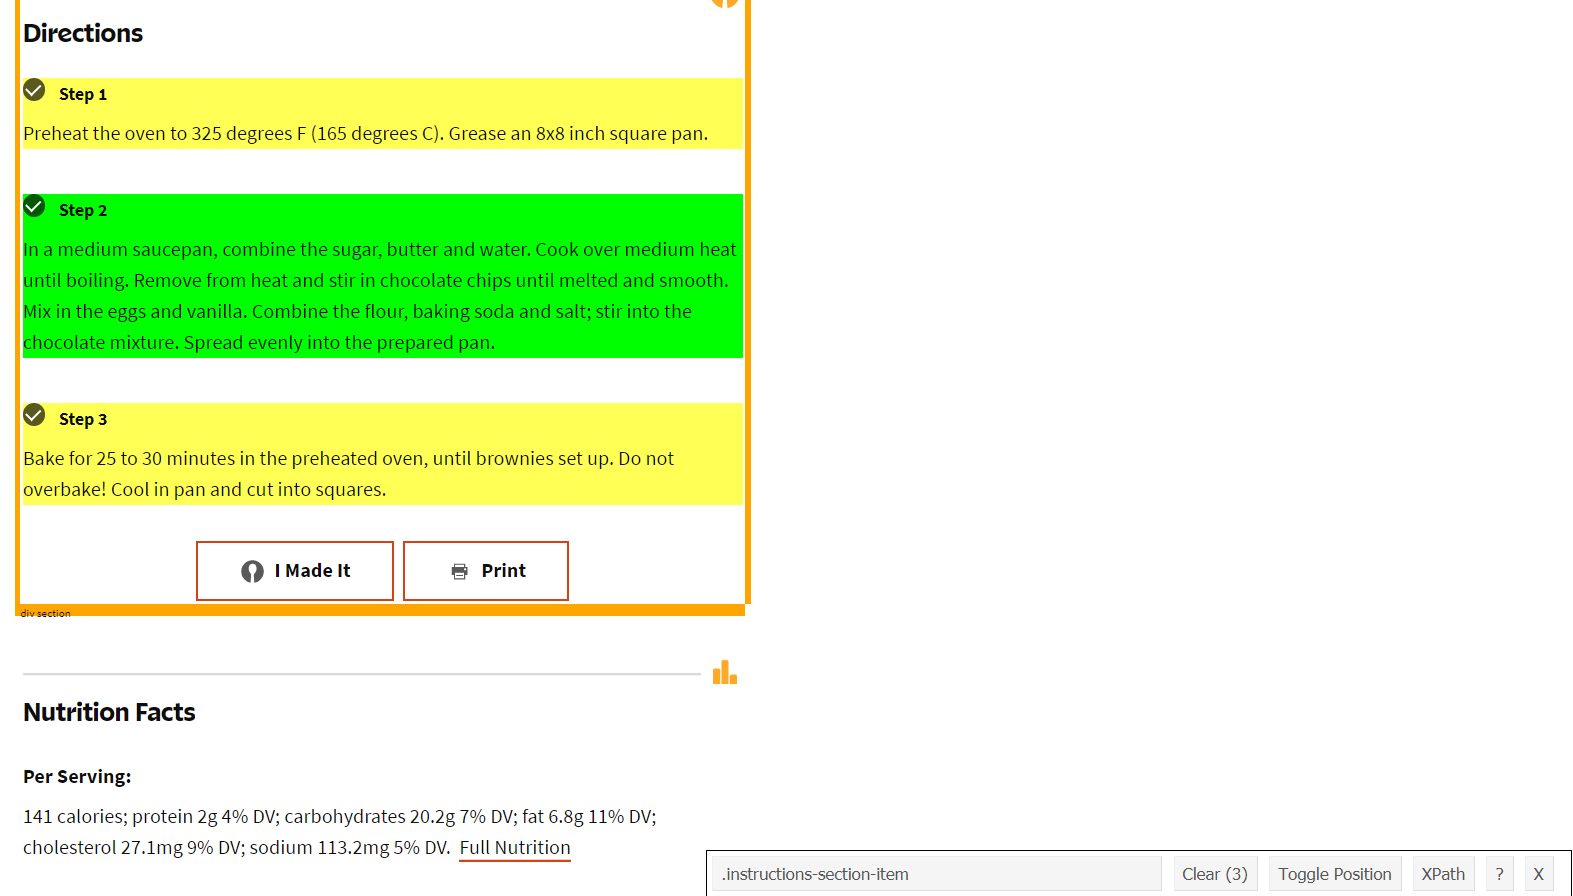 Directions
Step 1
Preheat the oven to 325 degrees F (165 degrees C). Grease an 8x8 inch square pan.
Step 2
In a medium saucepan, combine the sugar, butter and water. Cook over medium heat
until boiling. Remove from heat and stir in chocolate chips until melted and smooth.
Mix in the eggs and vanilla. Combine the flour, baking soda and salt; stir into the
chocolate mixture. Spread evenly into the prepared pan.
Step 3
Bake for 25 to 30 minutes in the preheated oven, until brownies set up. Do not
overbake! Cool in pan and cut into squares.
I Made It Print
div section
Nutrition Facts
Per Serving:
141 calories; protein 2g 4% DV; carbohydrates 20.2g 7% DV; fat 6.8g 11% DV;
cholesterol 27.1mg 9% DV; sodium 113.2mg 5% DV. Full Nutrition
.instructions-section-item Clear (3) Toggle Position XPath ? X